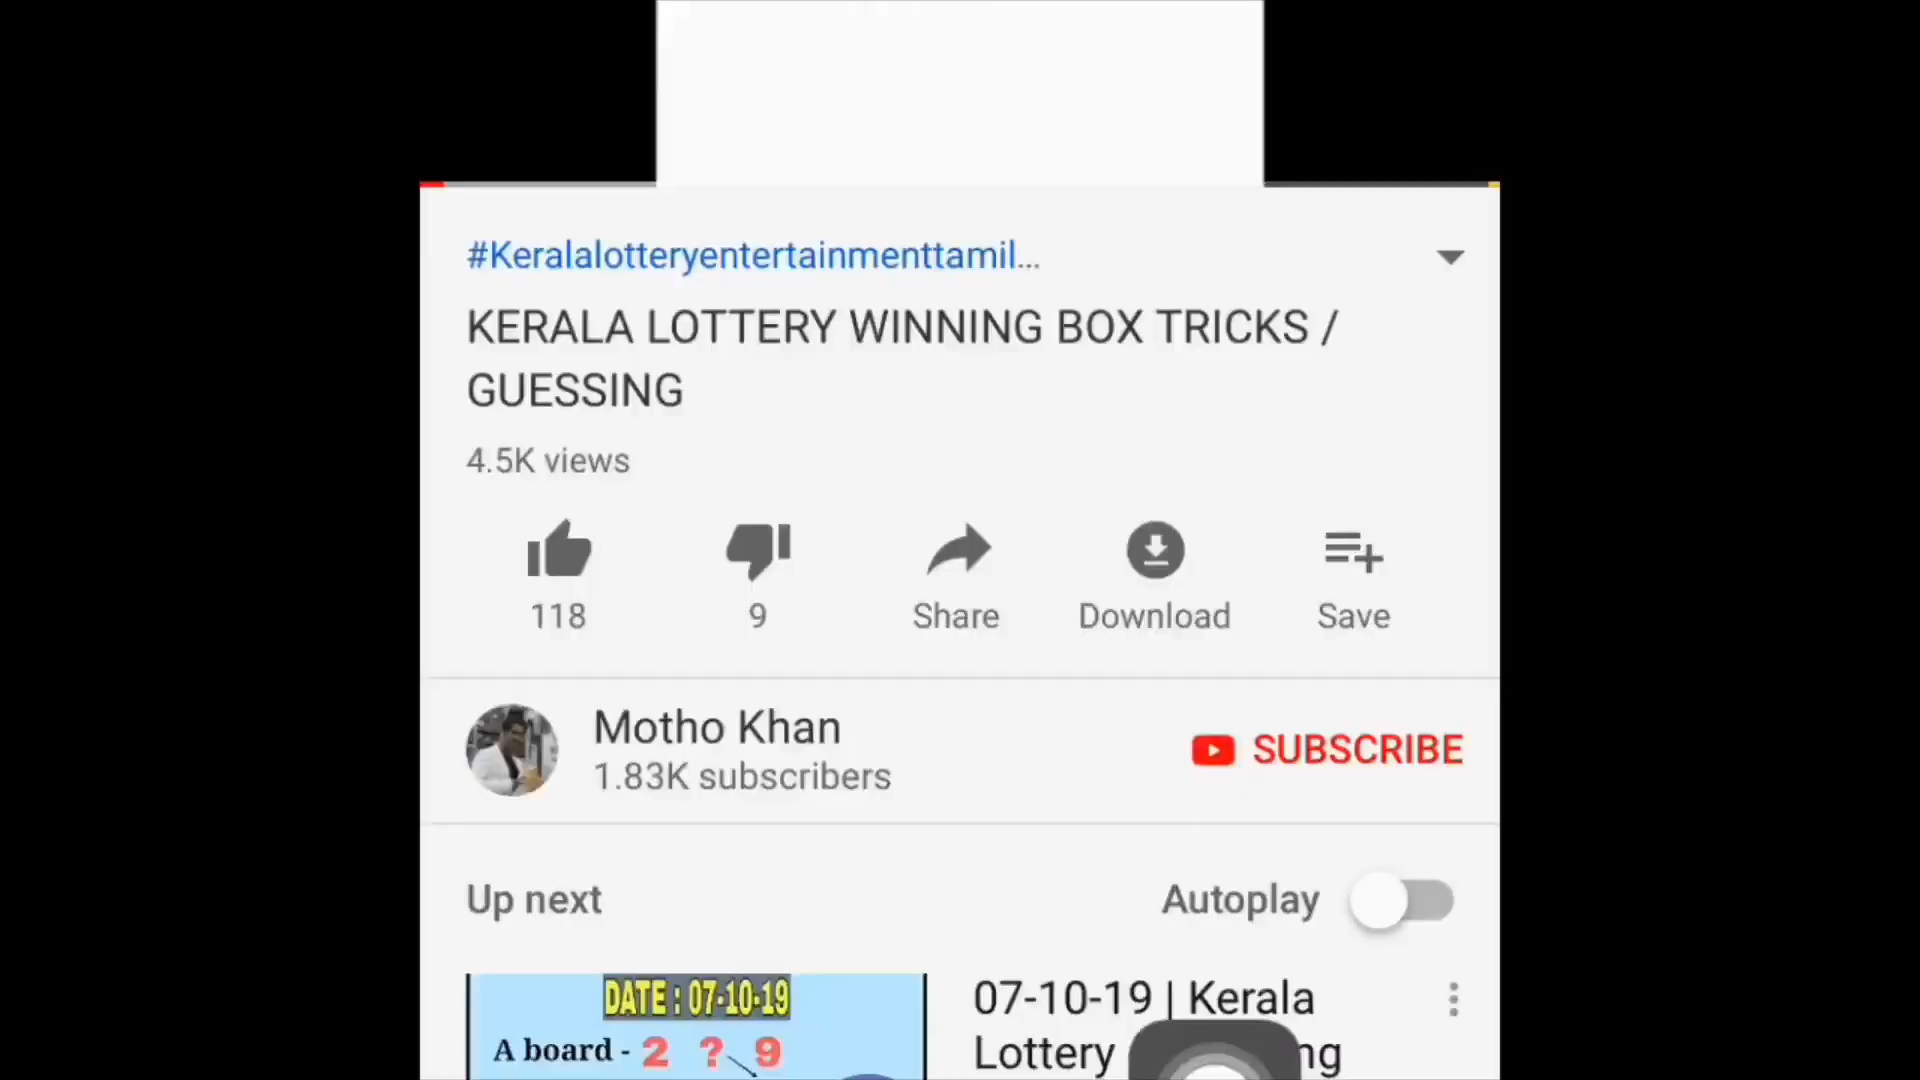 #Keralalotteryentertainmenttamil...
KERALA LOTTERY WINNING BOX TRICKS /
GUESSING
4.5K views
118 9 Share Download Save
Motho Khan
1.83K subscribers
SUBSCRIBE
Up next Autoplay
DATE : 07-10-19
A board - 2 ? 9
07-10-19 | Kerala
Lottery